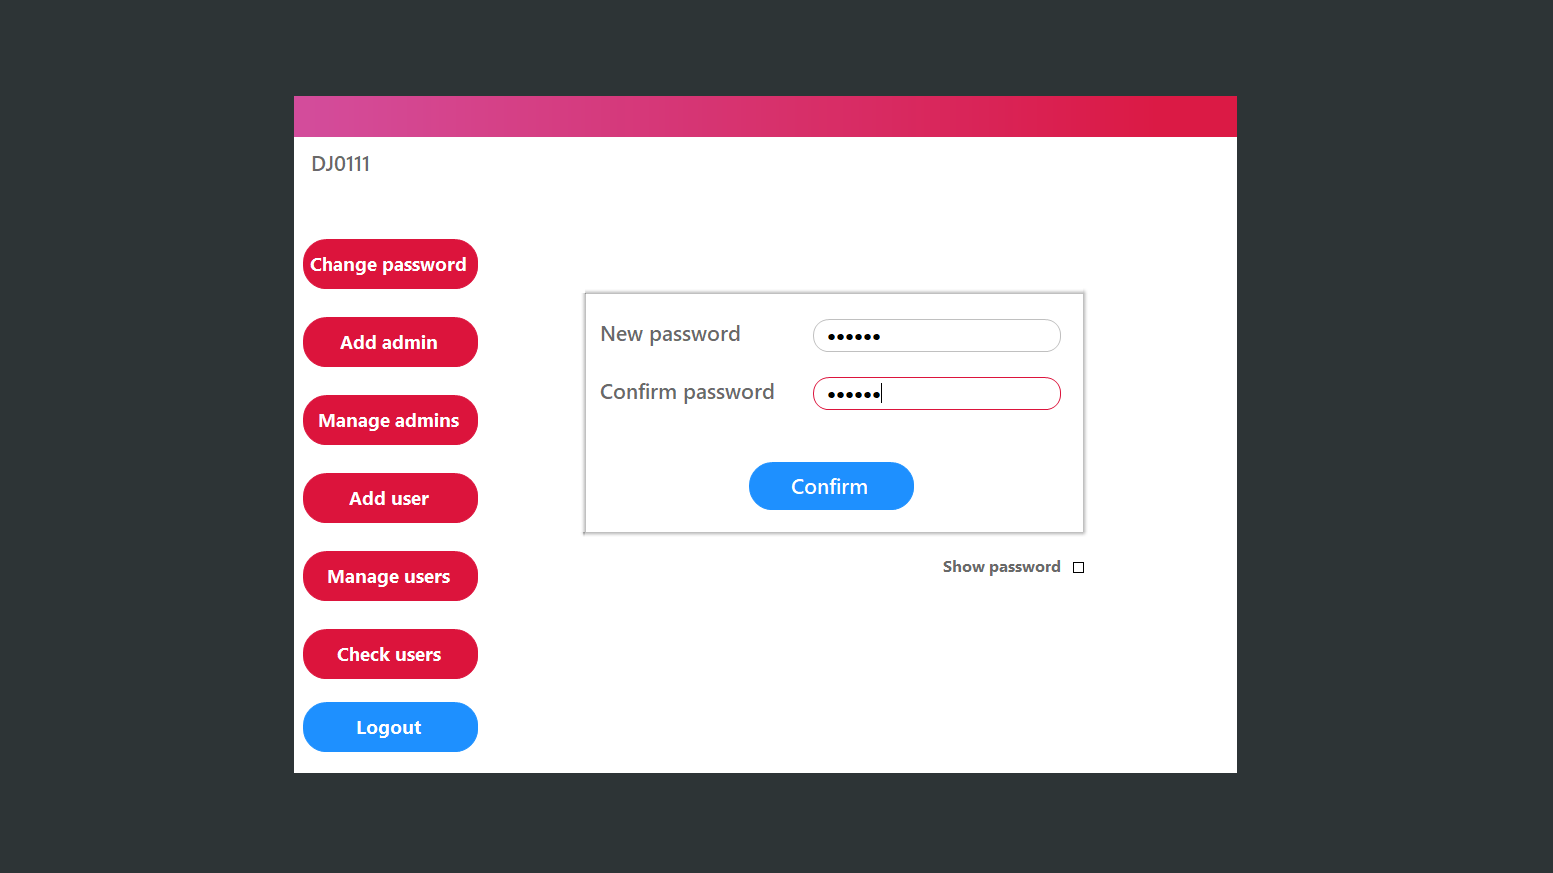 DJ0111
Change password
Add admin
Manage admins
Add user
Manage users
Check users
Logout
New password ••••••
Confirm password ••••••
Confirm
Show password